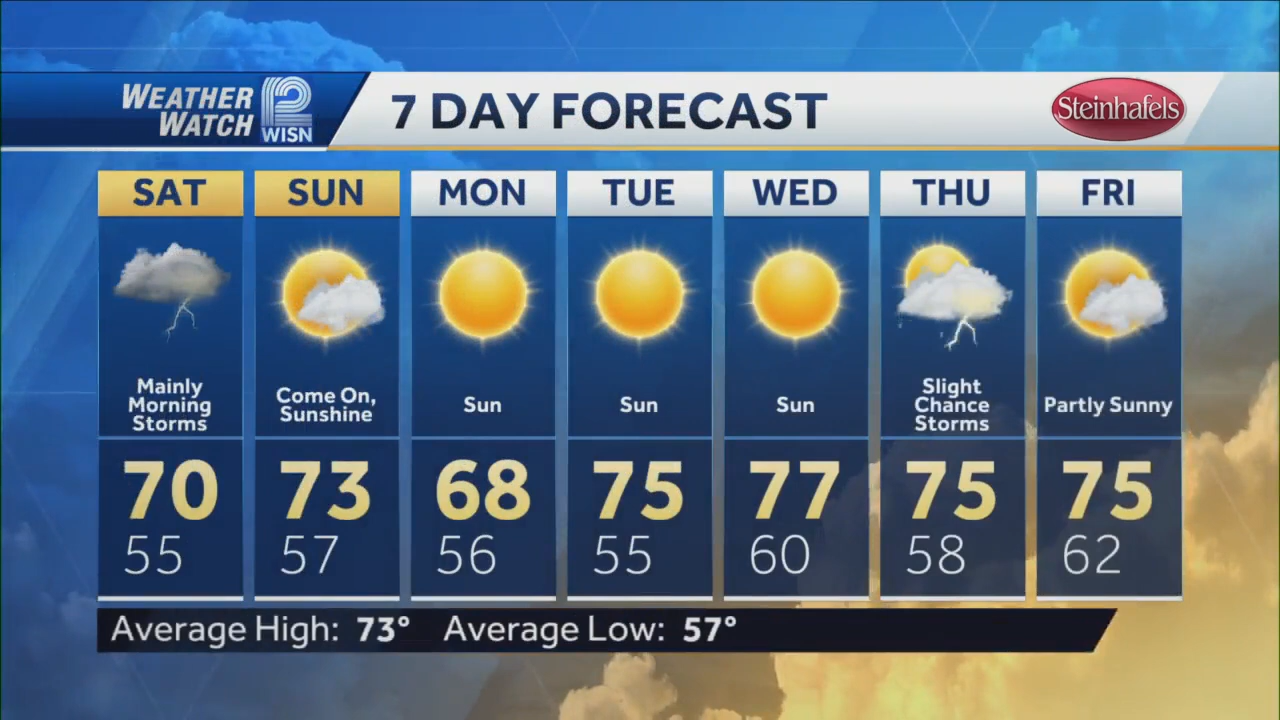 WEATHER
WATCH
12
WISN
7 DAY FORECAST
Steinhafels
SAT
Mainly
Morning
Storms
70
55
SUN
Come On,
Sunshine
73
57
MON
Sun
68
56
TUE
Sun
75
55
WED
Sun
77
60
THU
Slight
Chance
Storms
75
58
FRI
Partly Sunny
75
62
Average High: 73° Average Low: 57°